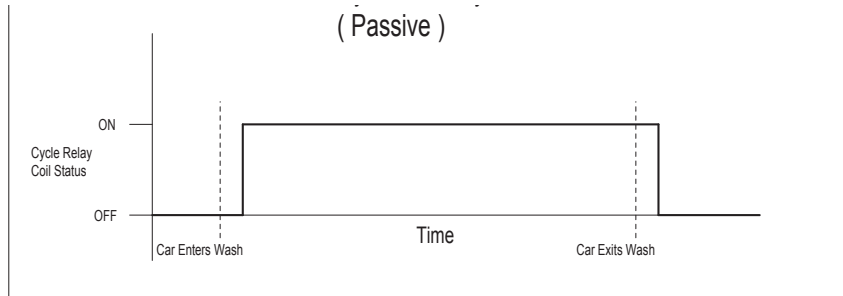 ( Passive )
ON
Cycle Relay
Coil Status
OFF
Time
Car Enters Wash
Car Exits Wash